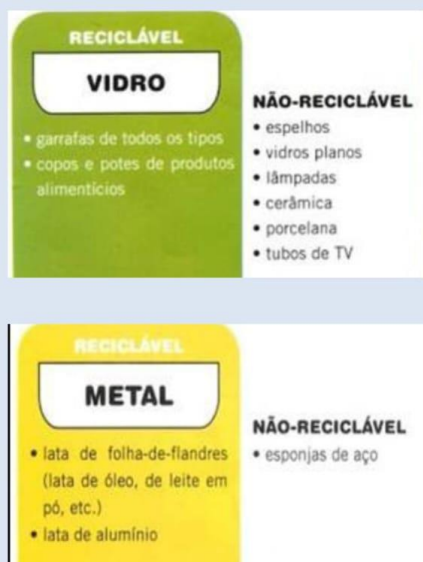 RECICLÁVEL
VIDRO
• garrafas de todos os tipos
• copos e potes de produtos
alimentícios
NÃO-RECICLÁVEL
• espelhos
• vidros planos
• lâmpadas
• cerâmica
• porcelana
• tubos de TV
RECICLÁVEL
METAL
• lata de folha-de-flandres
(lata de óleo, de leite em
pó, etc.)
• lata de alumínio
NÃO-RECICLÁVEL
• esponjas de aço